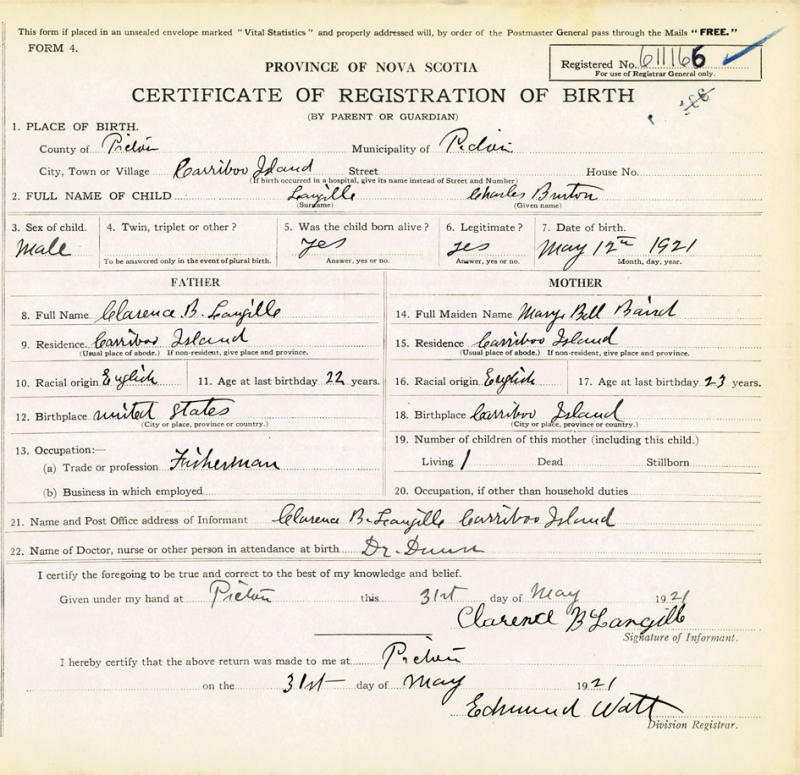 This form if placed in an unsealed envelope marked "Vital Statistics" and properly addressed will, by order of the Postmaster General pass through the Mails "FREE."
FORM 4.
Registered No. 611166
For use of Registrar General only.
PROVINCE OF NOVA SCOTIA
CERTIFICATE OF REGISTRATION OF BIRTH
(BY PARENT OR GUARDIAN)
1. PLACE OF BIRTH.
County of Pictou Municipality of Pictou
City, Town or Village Carriboo Island Street House No.
(If birth occurred in a hospital, give its name instead of Street and Number)
2. FULL NAME OF CHILD Langille Charles Burton
(Surname) (Given name)
3. Sex of child. 4. Twin, triplet or other? 5. Was the child born alive? 6. Legitimate? 7. Date of birth.
Male yes yes May 12th 1921
To be answered only in the event of plural birth. Answer, yes or no. Answer, yes or no. Month, day, year.
FATHER MOTHER
8. Full Name Clarence B. Langille 14. Full Maiden Name Mary Bell Baird
9. Residence Carriboo Island 15. Residence Carriboo Island
(Usual place of abode.) If non-resident, give place and province. (Usual place of abode.) If non-resident, give place and province.
10. Racial origin English 11. Age at last birthday 22 years. 16. Racial origin English 17. Age at last birthday 23 years.
12. Birthplace united States 18. Birthplace Carriboo Island
(City or place, province or country.) (City or place, province or country.)
13. Occupation:— 19. Number of children of this mother (including this child.)
(a) Trade or profession Fisherman Living 1 Dead Stillborn
(b) Business in which employed 20. Occupation, if other than household duties
21. Name and Post Office address of Informant Clarence B. Langille Carriboo Island
22. Name of Doctor, nurse or other person in attendance at birth Dr. Dunn
I certify the foregoing to be true and correct to the best of my knowledge and belief.
Given under my hand at Pictou this 31st day of May 1921
Clarence B Langille
Signature of Informant.
I hereby certify that the above return was made to me at Pictou
on the 31st day of May 1921
Edmund Watt
Division Registrar.